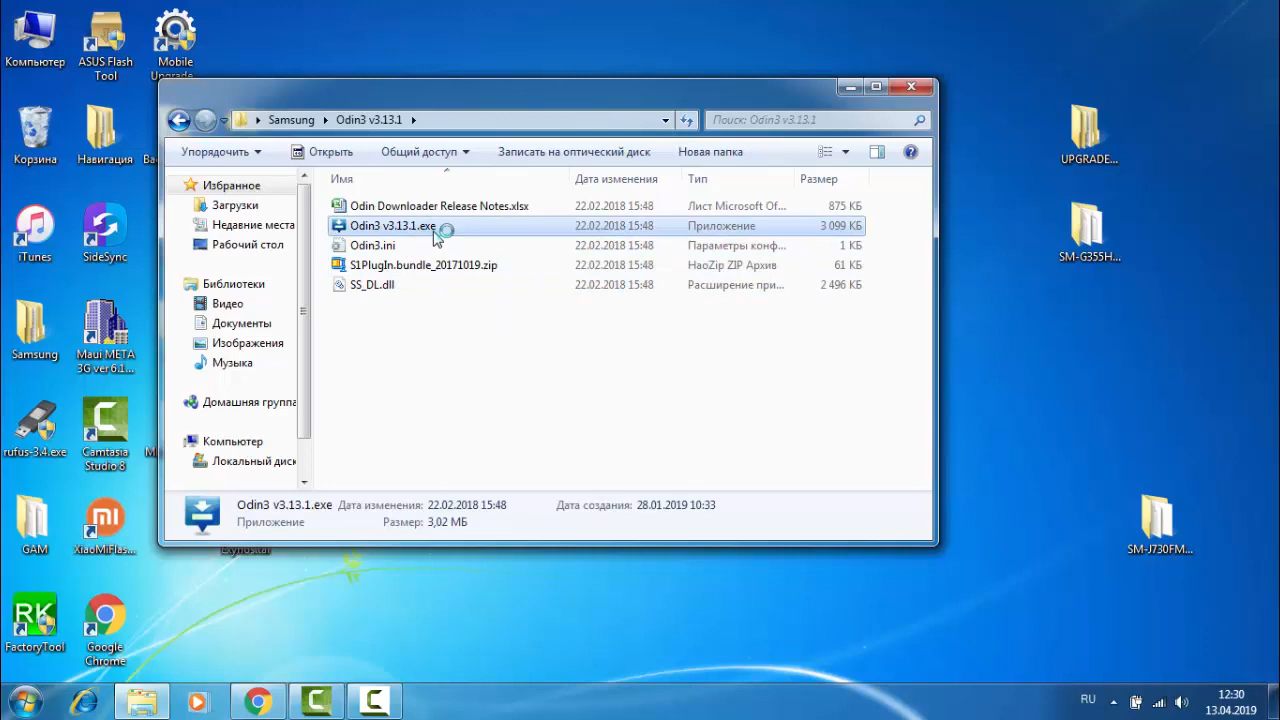 Компьютер
ASUS Flash
Tool
Mobile
Upgrade
Корзина
Навигация
iTunes
SideSync
Samsung
Maui META
3G ver6.1...
rufus-3.4.exe
Camtasia
Studio 8
GAM
XiaoMiFlas...
FactoryTool
Google
Chrome
Samsung
Odin3 v3.13.1
Поиск: Odin3 v3.13.1
Упорядочить
Открыть
Общий доступ
Записать на оптический диск
Новая папка
Избранное
Загрузки
Недавние места
Рабочий стол
Библиотеки
Видео
Документы
Изображения
Музыка
Домашняя группа
Компьютер
Локальный диск
Имя Дата изменения Тип Размер
Odin Downloader Release Notes.xlsx 22.02.2018 15:48 Лист Microsoft Of... 875 КБ
Odin3 v3.13.1.exe 22.02.2018 15:48 Приложение 3 099 КБ
Odin3.ini 22.02.2018 15:48 Параметры конф... 1 КБ
S1PlugIn.bundle_20171019.zip 22.02.2018 15:48 HaoZip ZIP Архив 61 КБ
SS_DL.dll 22.02.2018 15:48 Расширение при... 2 496 КБ
Odin3 v3.13.1.exe Дата изменения: 22.02.2018 15:48 Дата создания: 28.01.2019 10:33
Приложение Размер: 3,02 МБ
UPGRADE...
SM-G355H...
SM-J730FM...
RU
12:30
13.04.2019